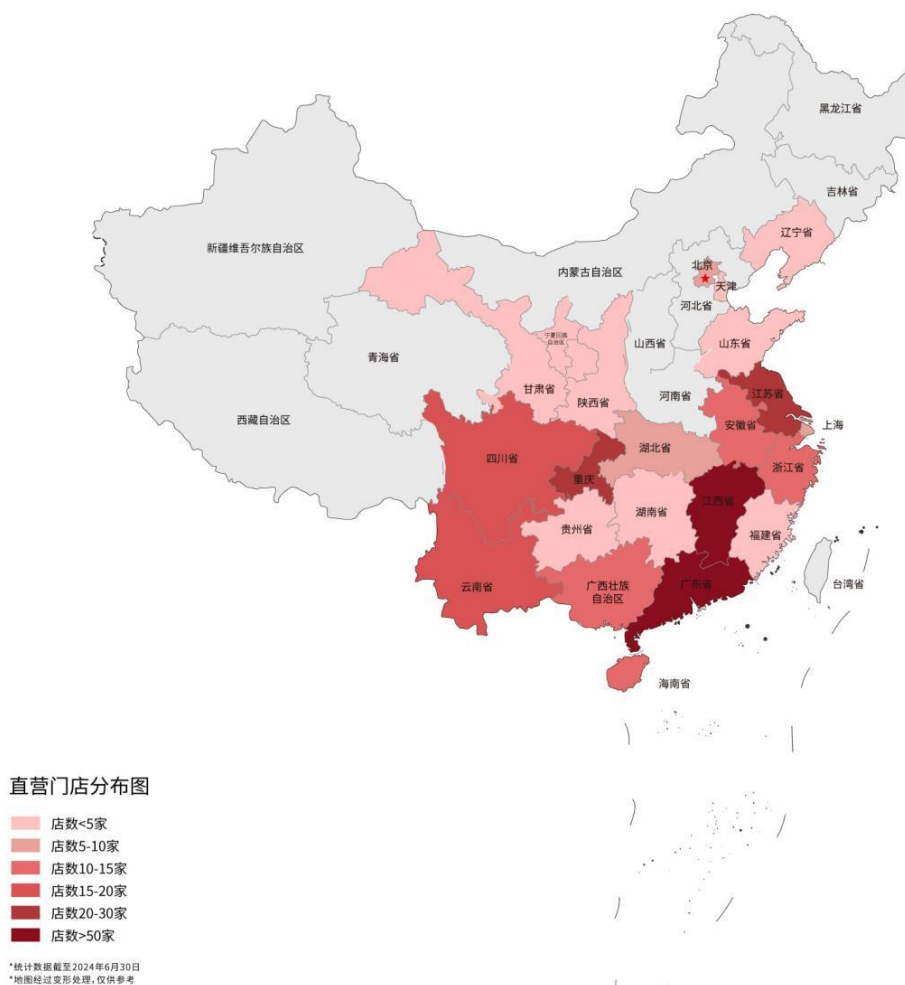 黑龙江省
吉林省
辽宁省
新疆维吾尔族自治区
内蒙古自治区
北京
天津
河北省
宁夏回族
自治区
山西省
山东省
青海省
甘肃省
陕西省
河南省
江苏省
西藏自治区
安徽省
上海
四川省
湖北省
重庆
浙江省
江西省
湖南省
贵州省
福建省
云南省
广西壮族
自治区
广东省
台湾省
海南省
直营门店分布图
店数<5家
店数5-10家
店数10-15家
店数15-20家
店数20-30家
店数>50家
*统计数据截至2024年6月30日
*地图经过变形处理,仅供参考